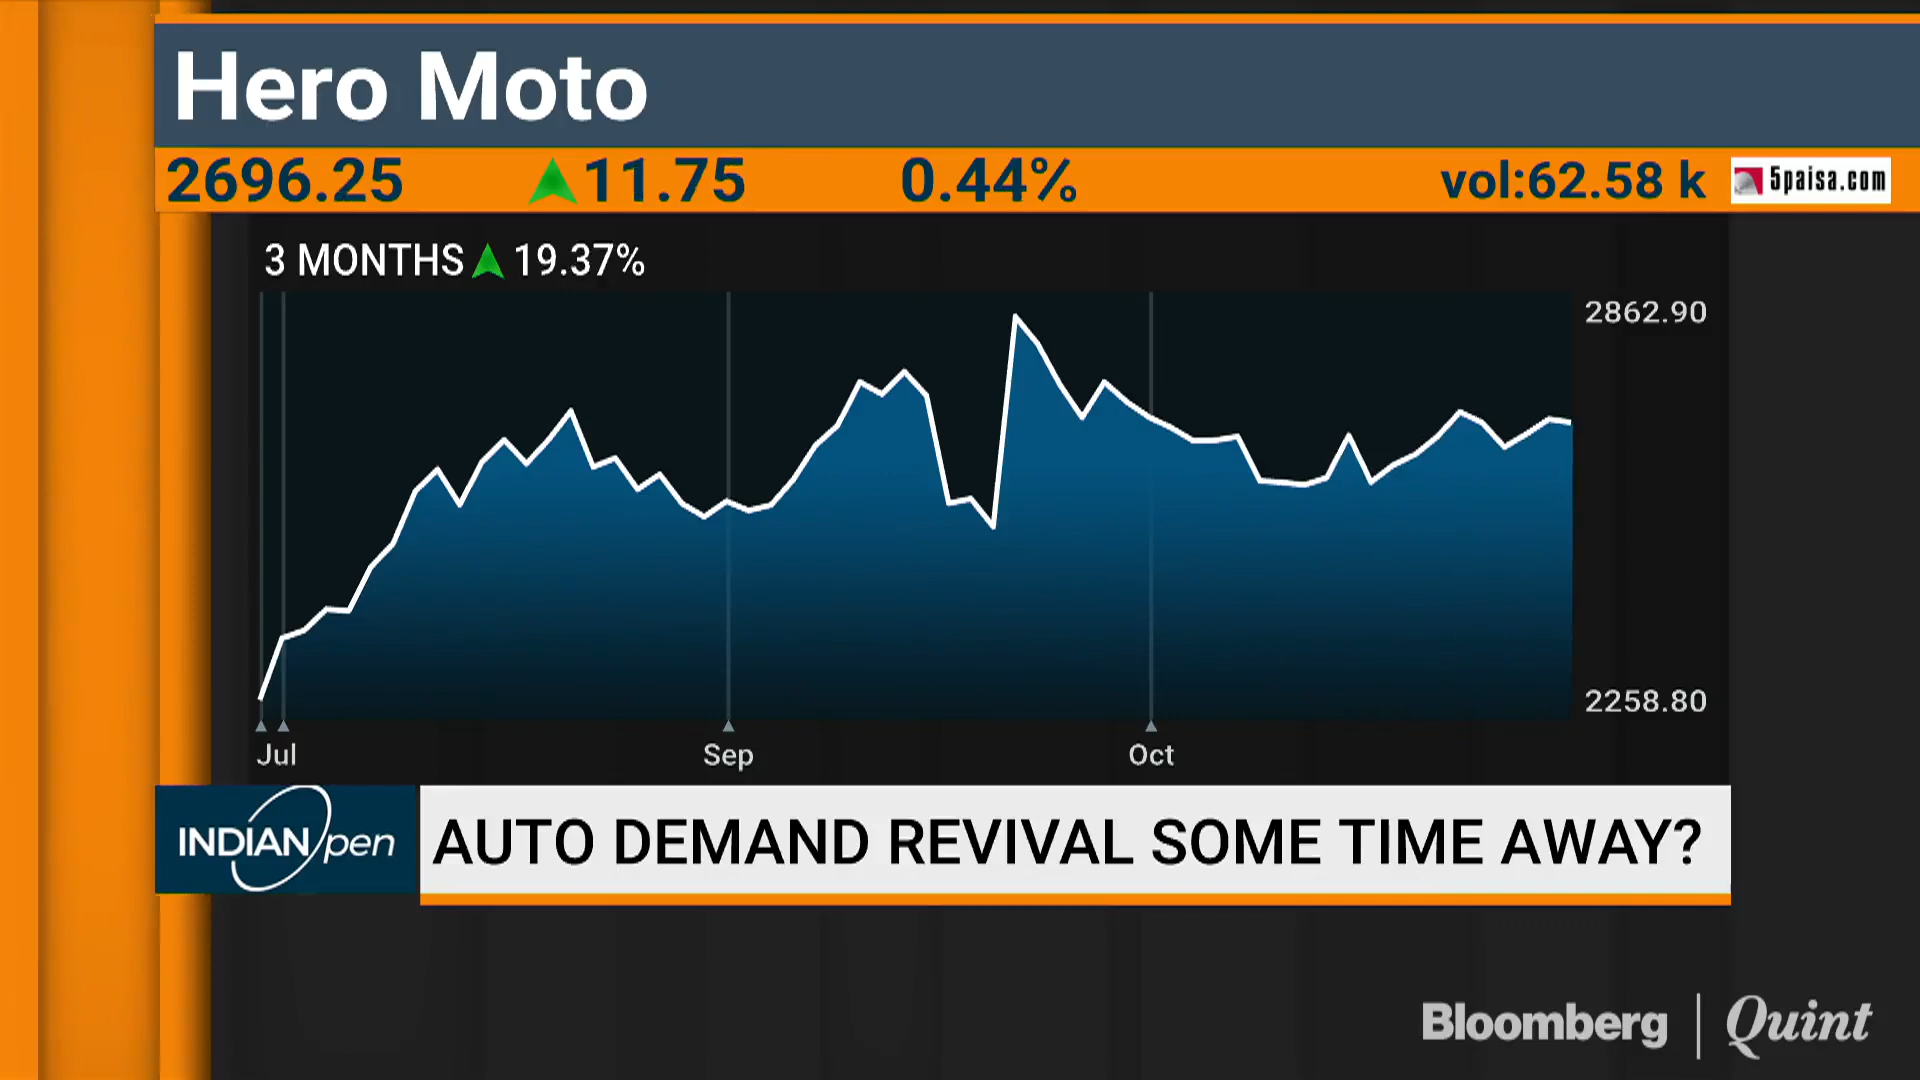 Hero Moto
2696.25 11.75 0.44% vol:62.58 k 5paisa.com
3 MONTHS 19.37%
2862.90
2258.80
Jul Sep Oct
INDIAN Open AUTO DEMAND REVIVAL SOME TIME AWAY?
Bloomberg | Quint